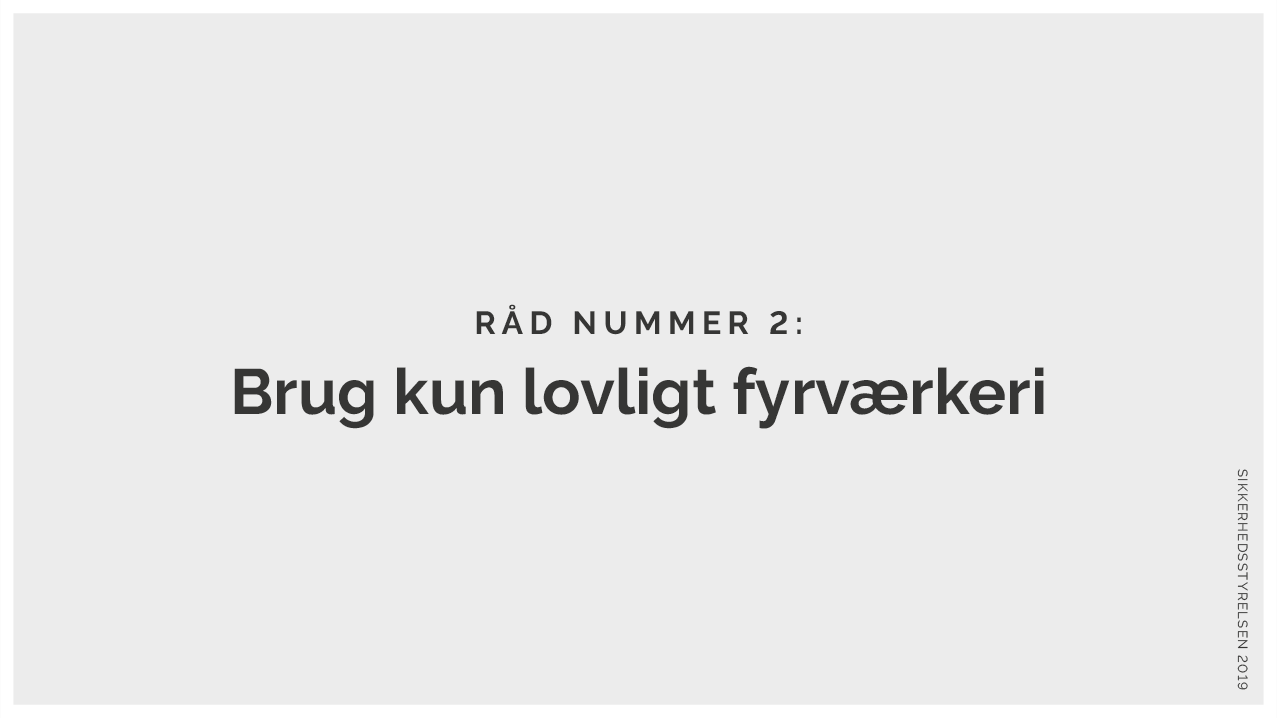 RÅD NUMMER 2:
Brug kun lovligt fyrværkeri
SIKKERHEDSSTYRELSEN 2019